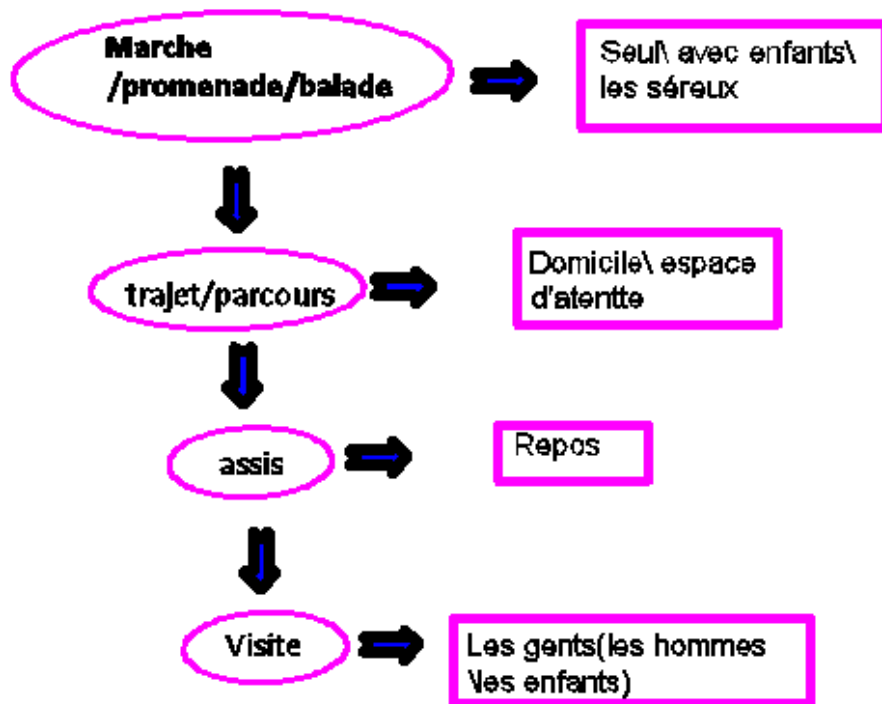 Marche
/promenade/balade
Seul\ avec enfants\
les séreux
trajet/parcours
Domicile\ espace
d'atentte
assis
Repos
Visite
Les gents(les hommes
\les enfants)